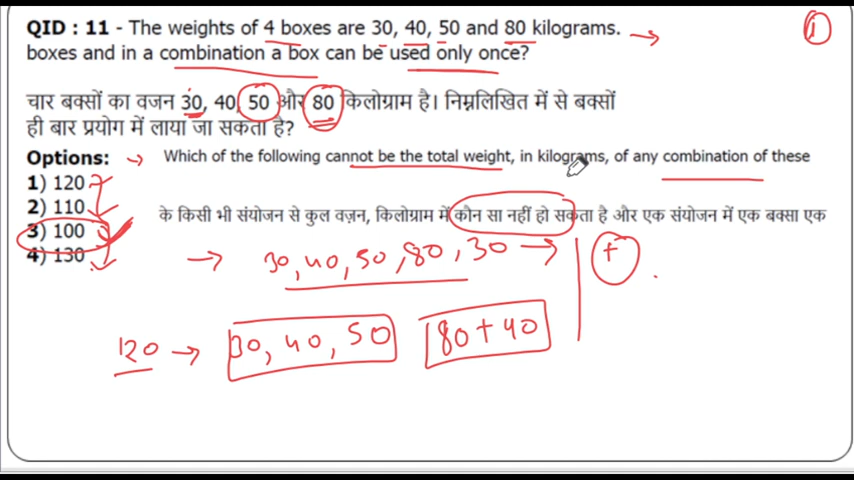 QID : 11 - The weights of 4 boxes are 30, 40, 50 and 80 kilograms.
1
boxes and in a combination a box can be used only once?
चार बक्सों का वजन 30, 40, 50 और 80 किलोग्राम है। निम्नलिखित में से बक्सों
ही बार प्रयोग में लाया जा सकता है?
Options: Which of the following cannot be the total weight, in kilograms, of any combination of these
1) 120
2) 110
के किसी भी संयोजन से कुल वज़न, किलोग्राम में कौन सा नहीं हो सकता है और एक संयोजन में एक बक्सा एक
3) 100
4) 130
→ 30, 40, 50, 80, 30 → +
120 → 30, 40, 50 80 + 40